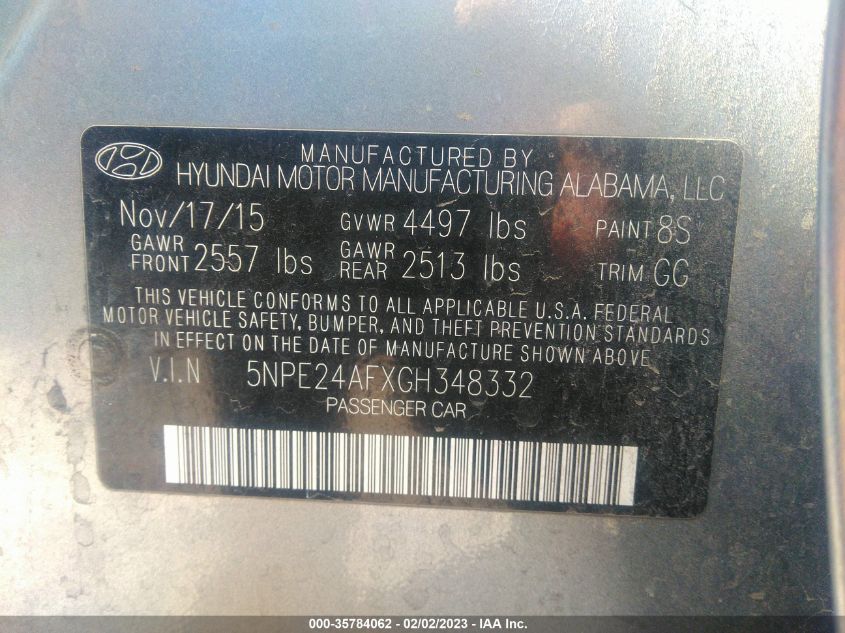 MANUFACTURED BY
HYUNDAI MOTOR MANUFACTURING ALABAMA, LLC
Nov/17/15 GVWR 4497 lbs PAINT 8S
GAWR FRONT 2557 lbs GAWR REAR 2513 lbs TRIM GG
THIS VEHICLE CONFORMS TO ALL APPLICABLE U.S.A. FEDERAL
MOTOR VEHICLE SAFETY, BUMPER, AND THEFT PREVENTION STANDARDS
IN EFFECT ON THE DATE OF MANUFACTURE SHOWN ABOVE
V.I.N 5NPE24AFXGH348332
PASSENGER CAR
000-35784062 - 02/02/2023 - IAA Inc.